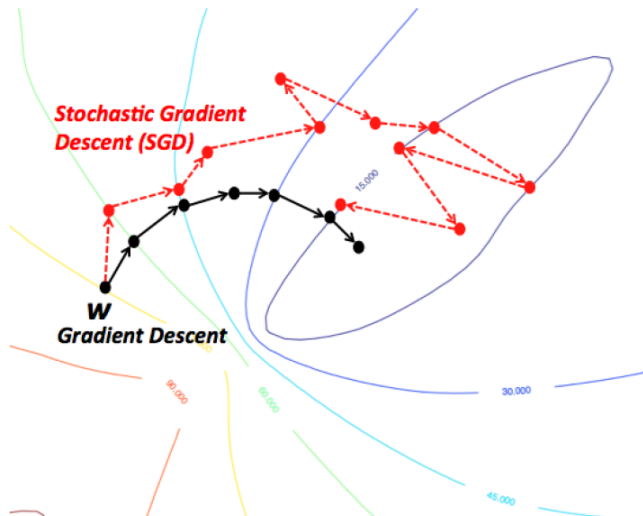 Stochastic Gradient
Descent (SGD)
15.000
W
Gradient Descent
90.000
60.000
30.000
45.000